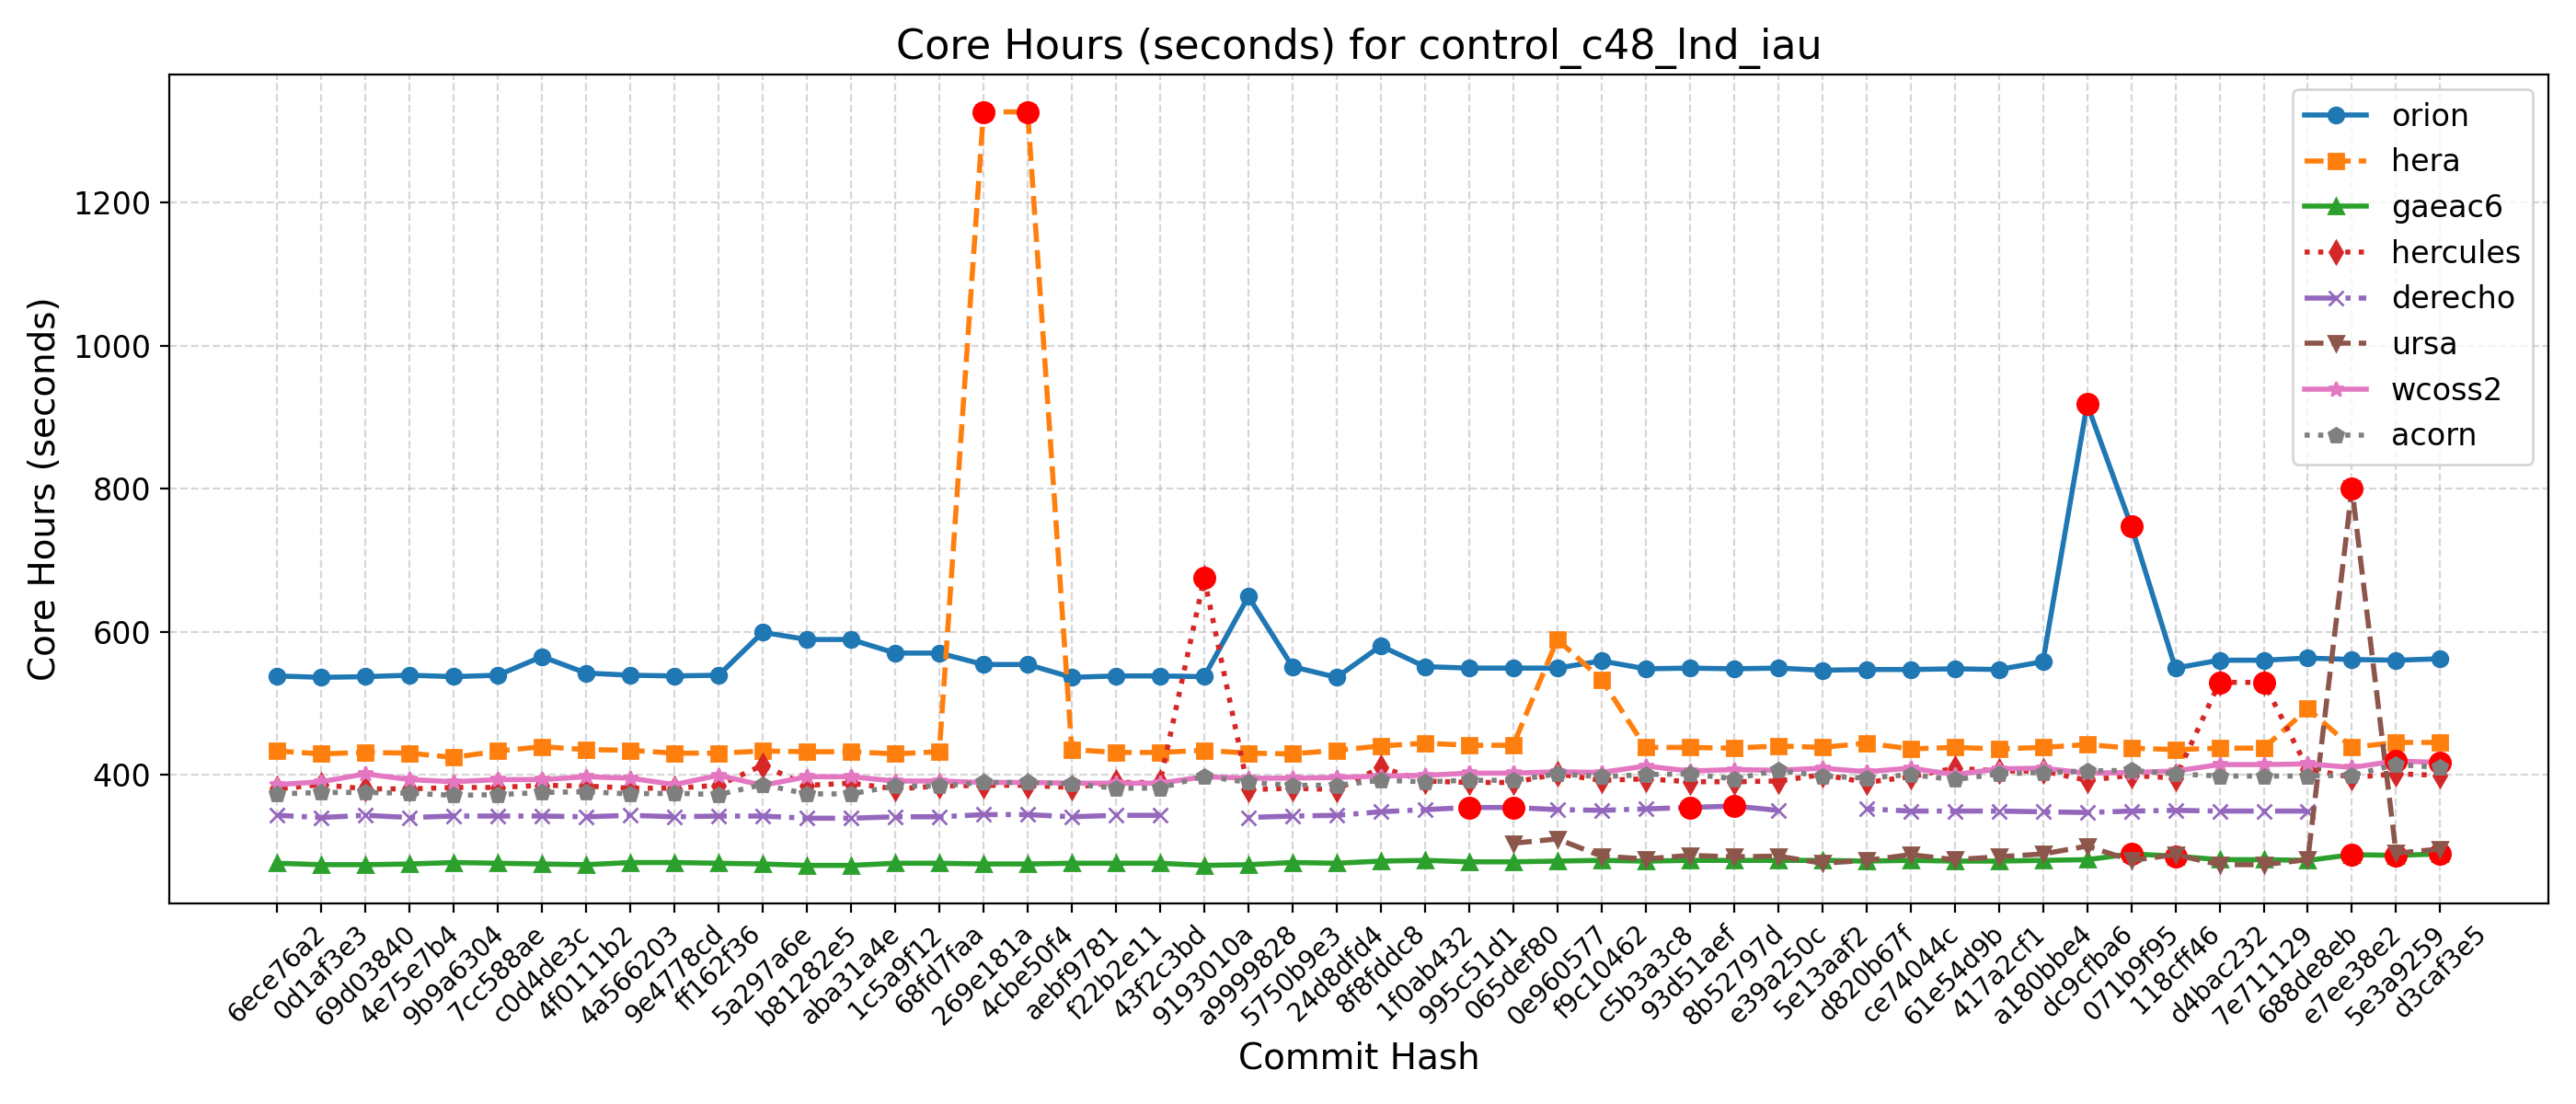 Core Hours (seconds) for control_c48_lnd_iau
Core Hours (seconds)
1200
1000
800
600
400
orion
hera
gaeac6
hercules
derecho
ursa
wcoss2
acorn
6ece76a2
0d1af3e3
69d03840
4e75e7b4
9b9a6304
7cc588ae
c0d4de3c
4f0111b2
4a566203
9e4778cd
ff162f36
5a297a6e
b81282e5
aba31a4e
1c5a9f12
68fd7faa
269e181a
4cbe50f4
aebf9781
f22b2e11
43f2c3bd
9193010a
a9999828
5750b9e3
24d8dfd4
8f8fddc8
1f0ab432
995c51d1
065def80
0e960577
f9c10462
c5b3a3c8
93d51aef
8b52797d
e39a250c
5e13aaf2
d820b67f
ce74044c
61e54d9b
417a2cf1
a180bbe4
dc9cfba6
071b9f95
118cff46
d4bac232
7e711129
688de8eb
e7ee38e2
5e3a9259
d3caf3e5
Commit Hash